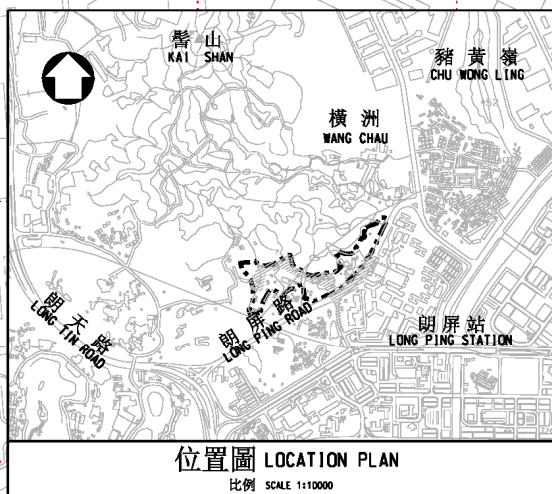 髻山
KAI SHAN
豬黃嶺
CHU WONG LING
52
橫洲
WANG CHAU
朗天路
LONG TIN ROAD
朗屏路
LONG PING ROAD
朗屏站
LONG PING STATION
位置圖 LOCATION PLAN
比例 SCALE 1:10000